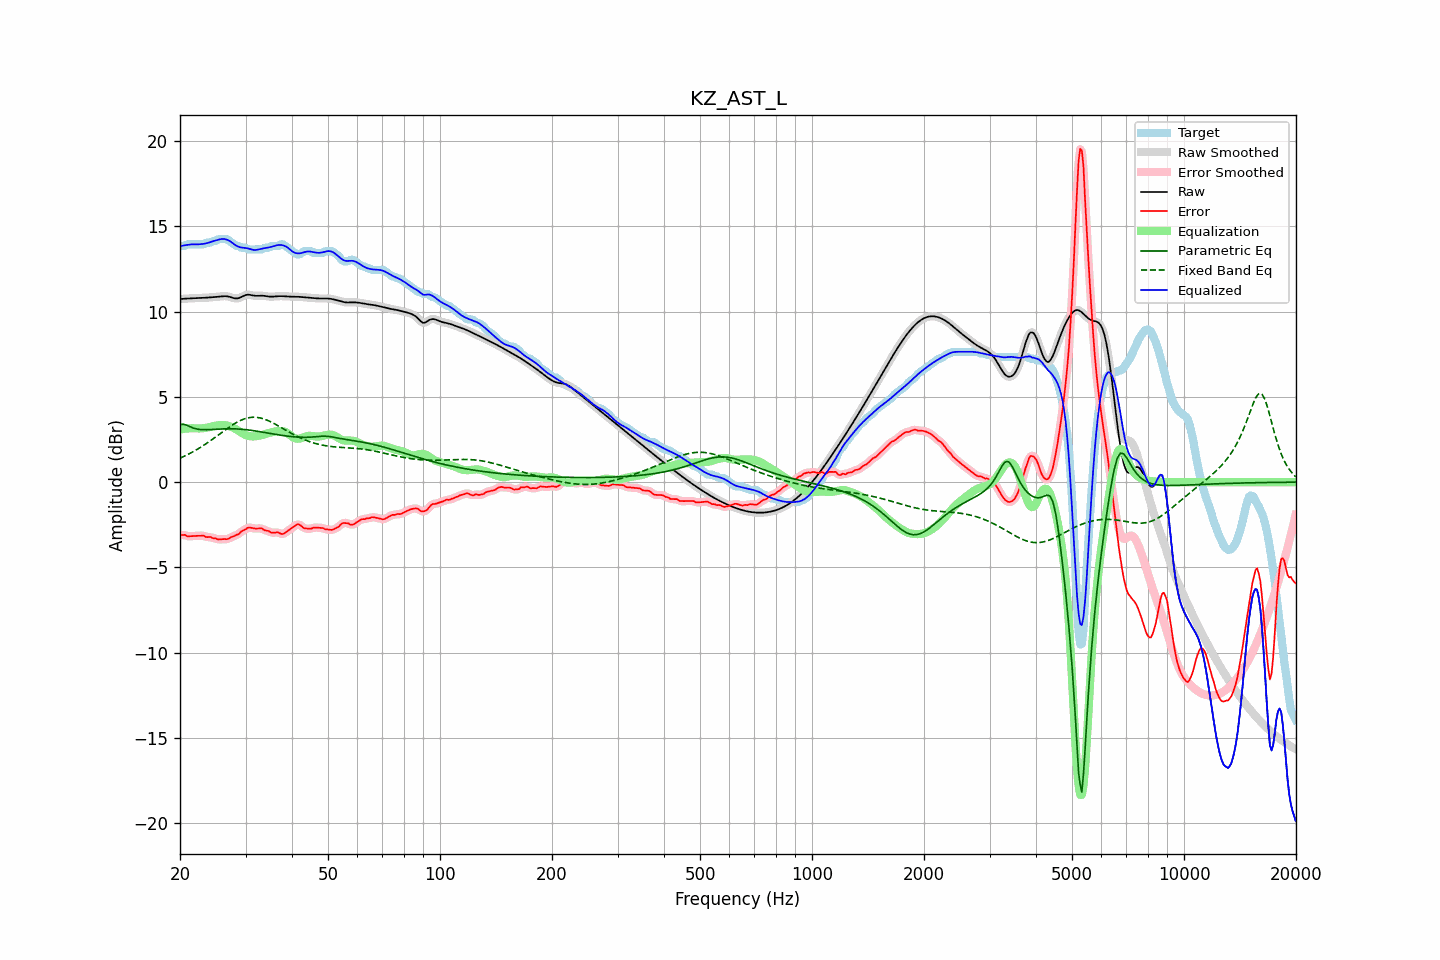 KZ_AST_L
Target
Raw Smoothed
Error Smoothed
Raw
Error
Equalization
Parametric Eq
Fixed Band Eq
Equalized
Amplitude (dBr)
20
15
10
5
0
−5
−10
−15
−20
20 50 100 200 500 1000 2000 5000 10000 20000
Frequency (Hz)